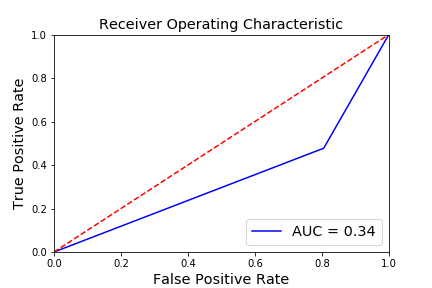 Receiver Operating Characteristic
1.0
0.8
0.6
0.4
0.2
0.0
True Positive Rate
AUC = 0.34
0.0 0.2 0.4 0.6 0.8 1.0
False Positive Rate